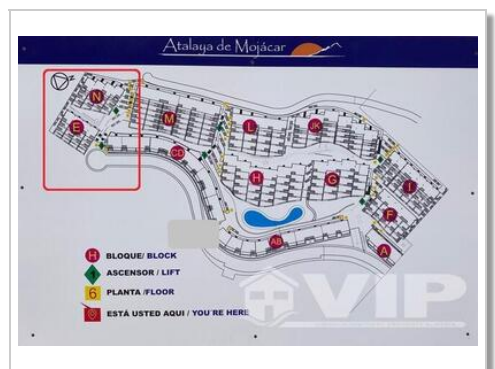 Atalaya de Mojácar
N
N
E
M
L
JK
CD
H
G
I
F
AB
A
H BLOQUE/ BLOCK
ASCENSOR / LIFT
6 PLANTA /FLOOR
ESTÁ USTED AQUI / YOU'RE HERE
VIP